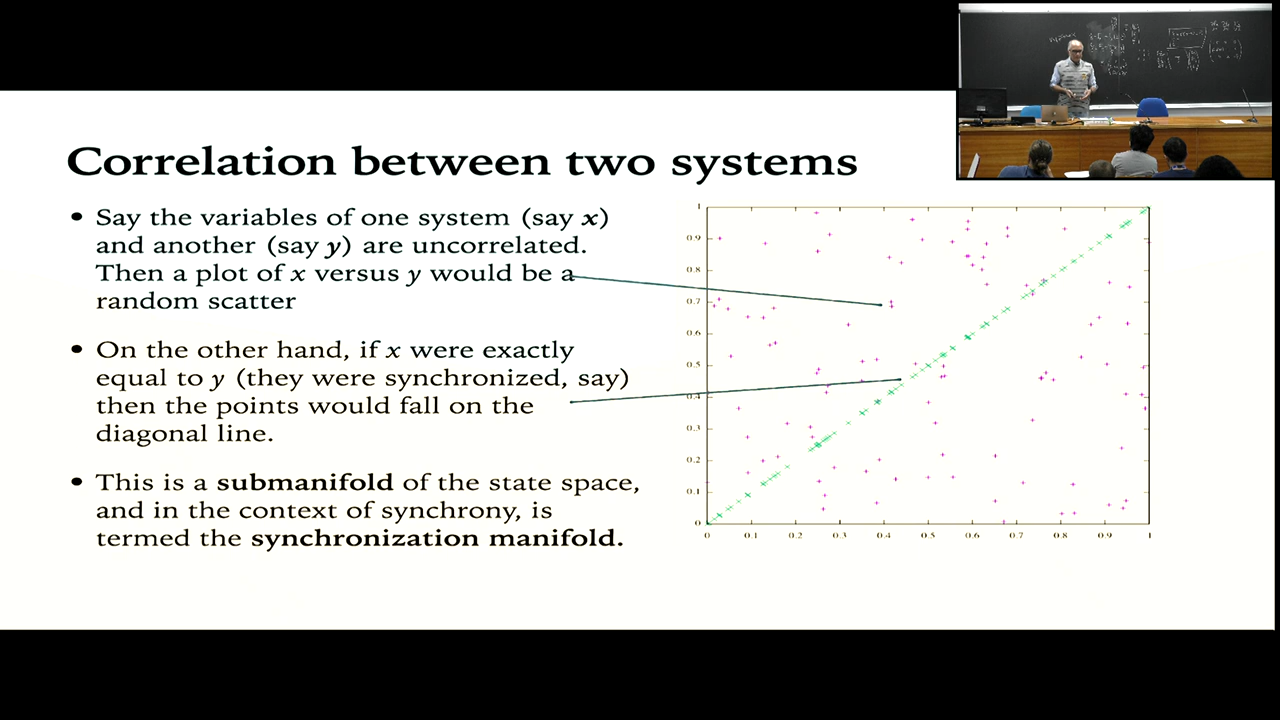 Correlation between two systems
• Say the variables of one system (say x)
and another (say y) are uncorrelated.
Then a plot of x versus y would be a
random scatter
• On the other hand, if x were exactly
equal to y (they were synchronized, say)
then the points would fall on the
diagonal line.
• This is a submanifold of the state space,
and in the context of synchrony, is
termed the synchronization manifold.
1
0.9
0.8
0.7
0.6
0.5
0.4
0.3
0.2
0.1
0
0 0.1 0.2 0.3 0.4 0.5 0.6 0.7 0.8 0.9 1